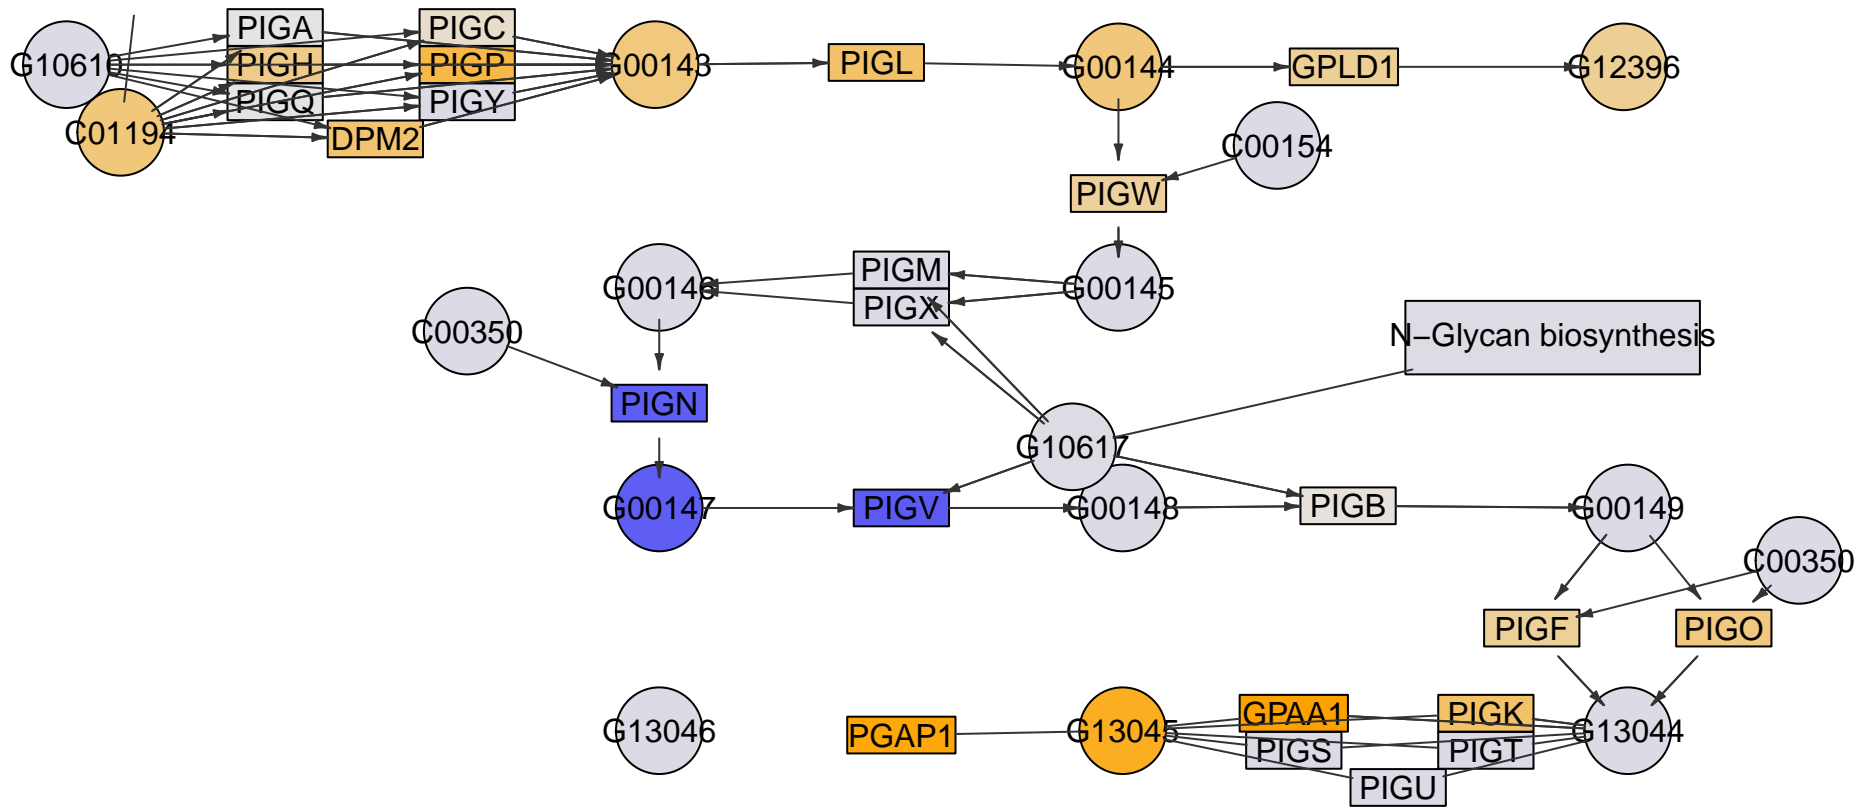 PIGA
PIGC
G10610
PIGH
PIGP
G00143
PIGL
G00144
GPLD1
G12396
PIGQ
PIGY
C01194
DPM2
C00154
PIGW
PIGM
G00146
G00145
PIGX
C00350
N–Glycan biosynthesis
PIGN
G10617
G00147
PIGV
G00148
PIGB
G00149
C00350
PIGF
PIGO
G13046
PGAP1
G13045
GPAA1
PIGK
G13044
PIGS
PIGT
PIGU